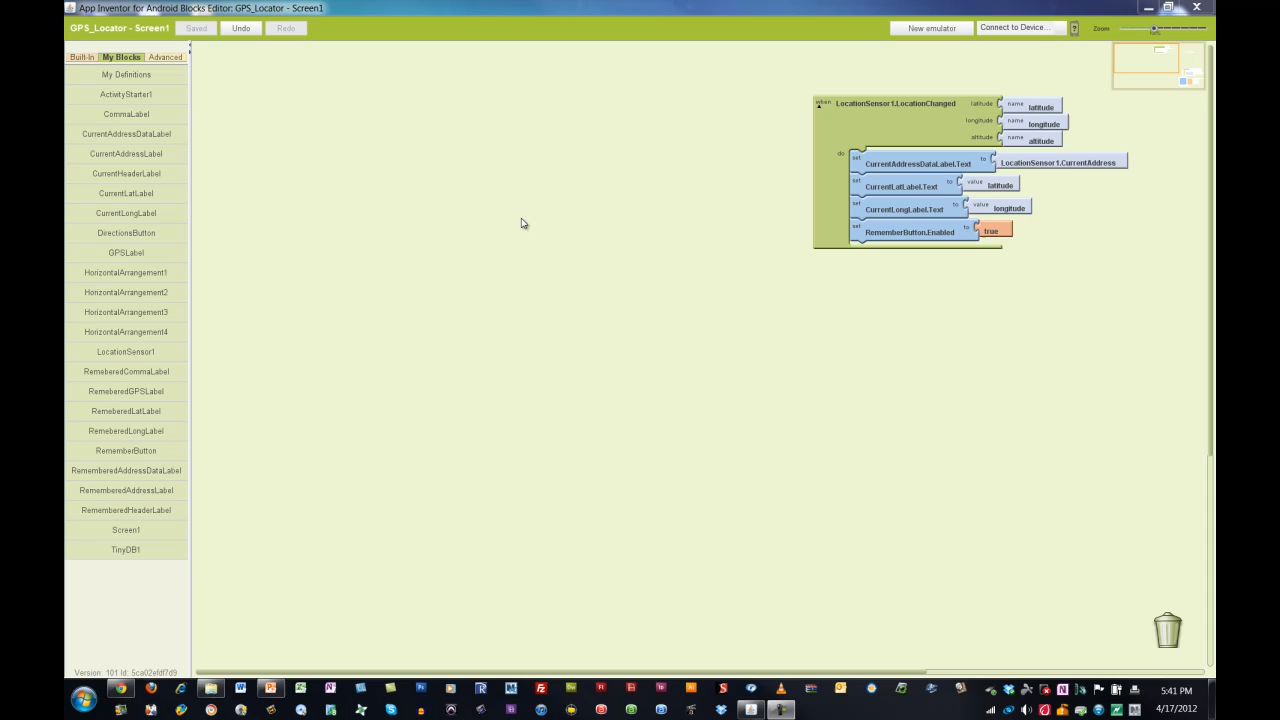 App Inventor for Android Blocks Editor: GPS_Locator - Screen1
GPS_Locator - Screen1
Saved
Undo
Redo
New emulator
Connect to Device...
?
Zoom
Built-In
My Blocks
Advanced
My Definitions
ActivityStarter1
CommaLabel
CurrentAddressDataLabel
CurrentAddressLabel
CurrentHeaderLabel
CurrentLatLabel
CurrentLongLabel
DirectionsButton
GPSLabel
HorizontalArrangement1
HorizontalArrangement2
HorizontalArrangement3
HorizontalArrangement4
LocationSensor1
RemeberedCommaLabel
RemeberedGPSLabel
RemeberedLatLabel
RemeberedLongLabel
RememberButton
RememberedAddressDataLabel
RememberedAddressLabel
RememberedHeaderLabel
Screen1
TinyDB1
when LocationSensor1.LocationChanged latitude name latitude
longitude name longitude
altitude name altitude
do
set CurrentAddressDataLabel.Text to LocationSensor1.CurrentAddress
set CurrentLatLabel.Text to value latitude
set CurrentLongLabel.Text to value longitude
set RememberButton.Enabled to true
Version: 101 Id: 5ca02efdf7d9
5:41 PM
4/17/2012